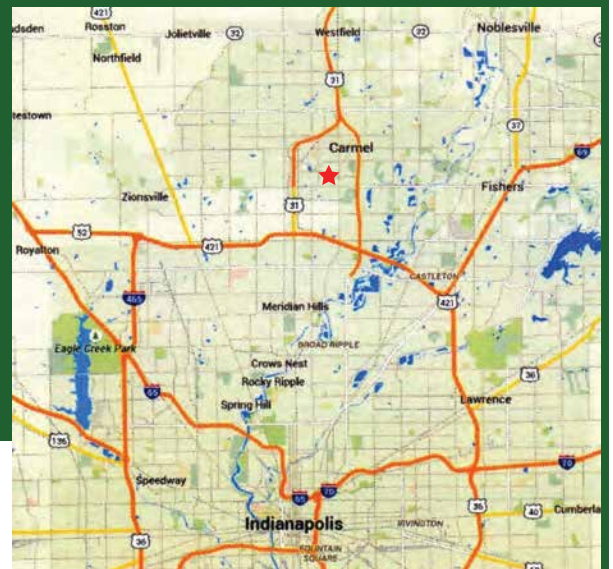 421
Rosston
Jolietville
32
Westfield
32
Noblesville
Northfield
31
37
Carmel
69
Zionsville
Fishers
31
52
421
Royalton
CASTLETON
465
421
Meridian Hills
Eagle Creek Park
BROAD RIPPLE
Crows Nest
36
Rocky Ripple
65
Lawrence
Spring Hill
136
70
Speedway
65
70
36
40
Indianapolis
36
FOUNTAIN
SQUARE